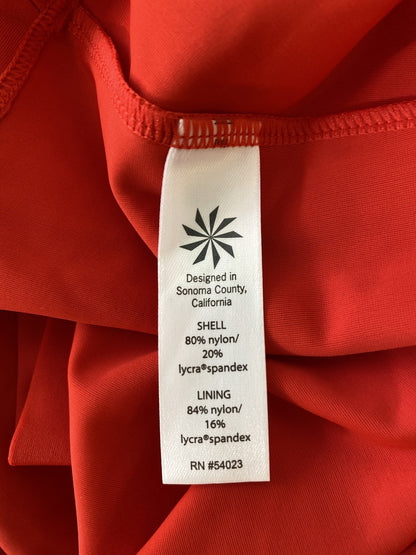 Designed in
Sonoma County,
California
SHELL
80% nylon/
20%
lycra®spandex
LINING
84% nylon/
16%
lycra®spandex
RN #54023